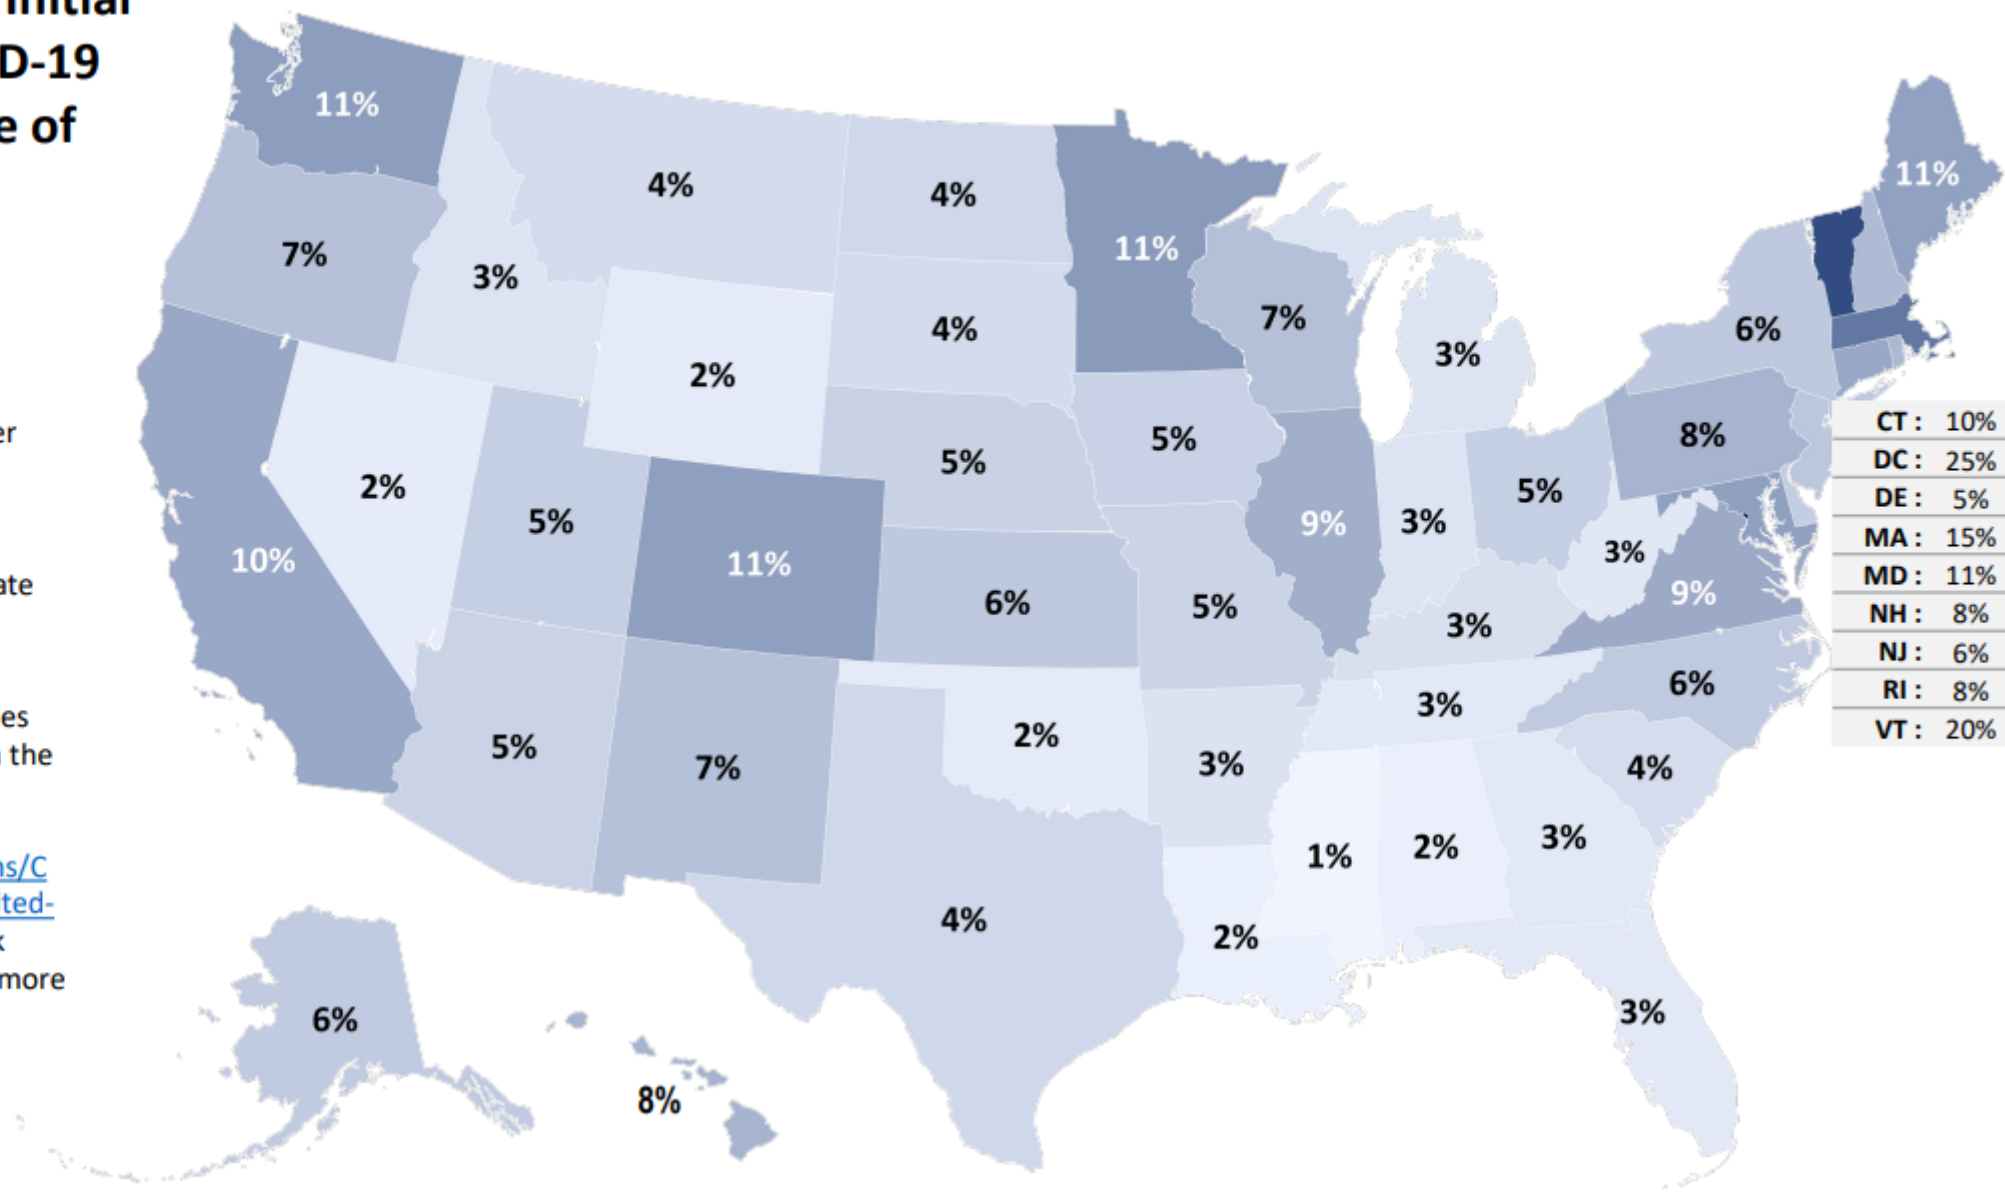 initial
D-19
e of
er
ate
es
the
ns/C
ted-
more
11%
4%
4%
11%
11%
7%
3%
4%
7%
3%
6%
2%
5%
5%
8%
2%
5%
9%
3%
5%
10%
11%
6%
5%
3%
3%
9%
5%
7%
2%
3%
3%
6%
4%
4%
1%
2%
3%
2%
6%
8%
3%
CT : 10%
DC : 25%
DE : 5%
MA : 15%
MD : 11%
NH : 8%
NJ : 6%
RI : 8%
VT : 20%